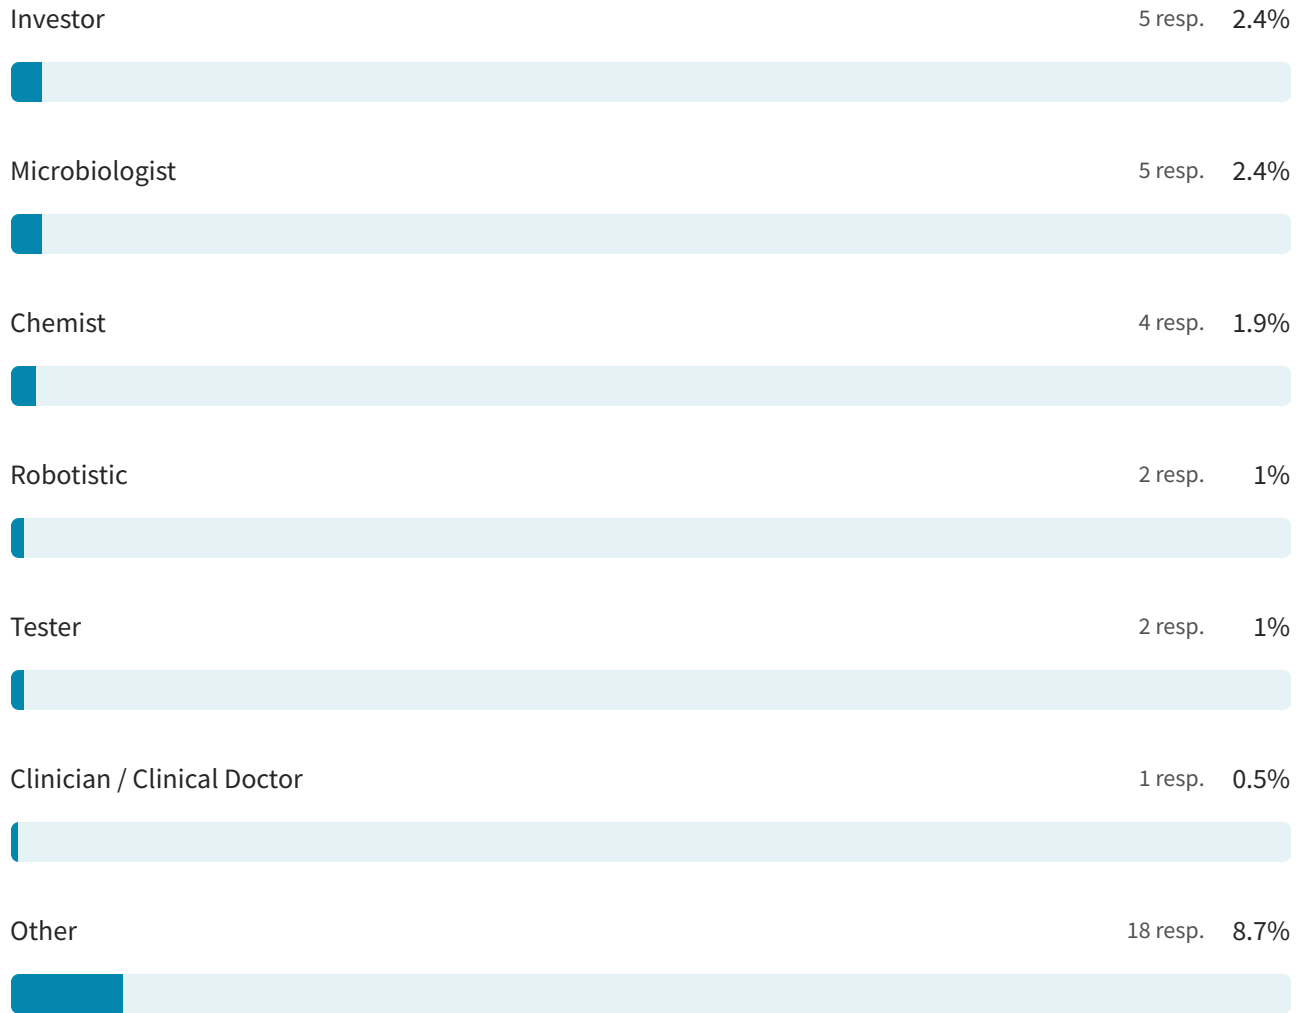 Investor 5 resp. 2.4%
Microbiologist 5 resp. 2.4%
Chemist 4 resp. 1.9%
Robotistic 2 resp. 1%
Tester 2 resp. 1%
Clinician / Clinical Doctor 1 resp. 0.5%
Other 18 resp. 8.7%